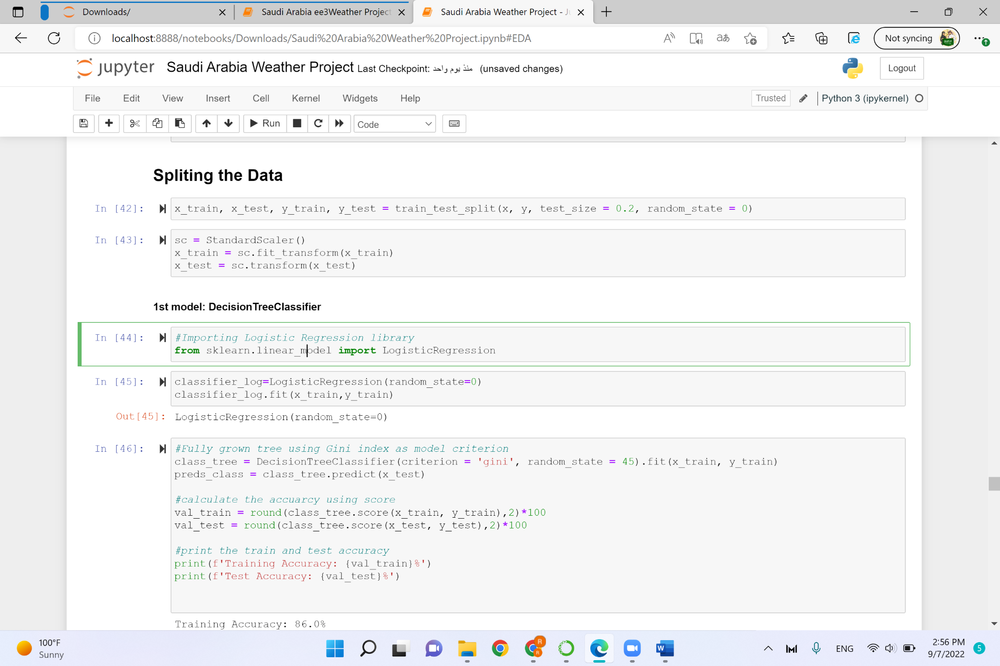 Downloads/
Saudi Arabia ee3Weather Project
Saudi Arabia Weather Project - Ju
localhost:8888/notebooks/Downloads/Saudi%20Arabia%20Weather%20Project.ipynb#EDA
aあ
Not syncing
jupyter Saudi Arabia Weather Project Last Checkpoint: منذ يوم واحد (unsaved changes)
Logout
File Edit View Insert Cell Kernel Widgets Help
Trusted Python 3 (ipykernel)
Run
Code
Spliting the Data
In [42]: x_train, x_test, y_train, y_test = train_test_split(x, y, test_size = 0.2, random_state = 0)
In [43]: sc = StandardScaler()
x_train = sc.fit_transform(x_train)
x_test = sc.transform(x_test)
1st model: DecisionTreeClassifier
In [44]: #Importing Logistic Regression library
from sklearn.linear_model import LogisticRegression
In [45]: classifier_log=LogisticRegression(random_state=0)
classifier_log.fit(x_train,y_train)
Out[45]: LogisticRegression(random_state=0)
In [46]: #Fully grown tree using Gini index as model criterion
class_tree = DecisionTreeClassifier(criterion = 'gini', random_state = 45).fit(x_train, y_train)
preds_class = class_tree.predict(x_test)
#calculate the accuarcy using score
val_train = round(class_tree.score(x_train, y_train),2)*100
val_test = round(class_tree.score(x_test, y_test),2)*100
#print the train and test accuracy
print(f'Training Accuracy: {val_train}%')
print(f'Test Accuracy: {val_test}%')
Training Accuracy: 86.0%
100°F
Sunny
ENG
2:56 PM
9/7/2022
5